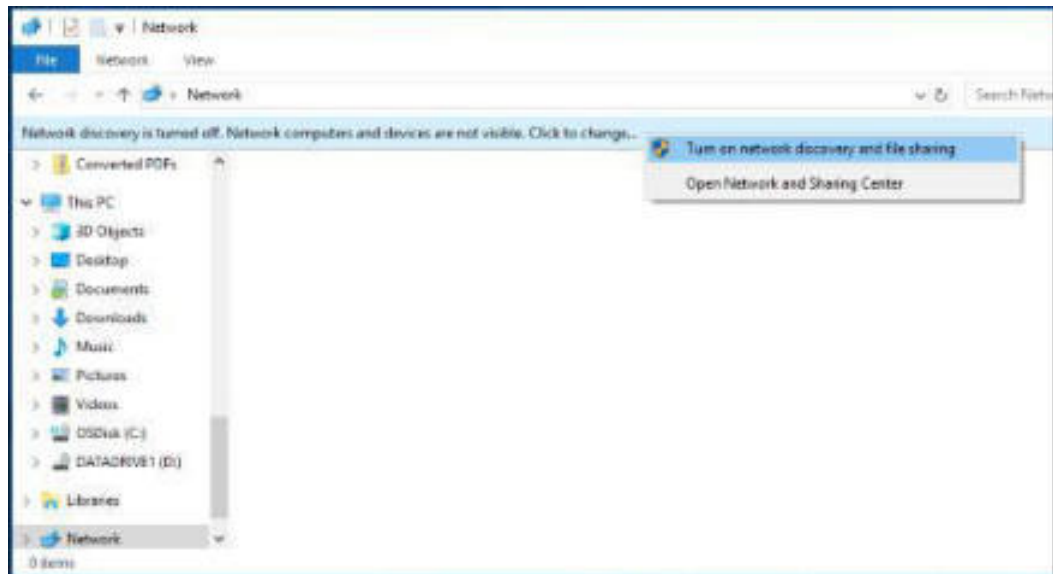 Network
File Network View
Network
Search Netw
Network discovery is turned off. Network computers and devices are not visible. Click to change...
Turn on network discovery and file sharing
Open Network and Sharing Center
Converted PDFs
This PC
3D Objects
Desktop
Documents
Downloads
Music
Pictures
Videos
OSDisk (C:)
DATADRIVE1 (D:)
Libraries
Network
0 items